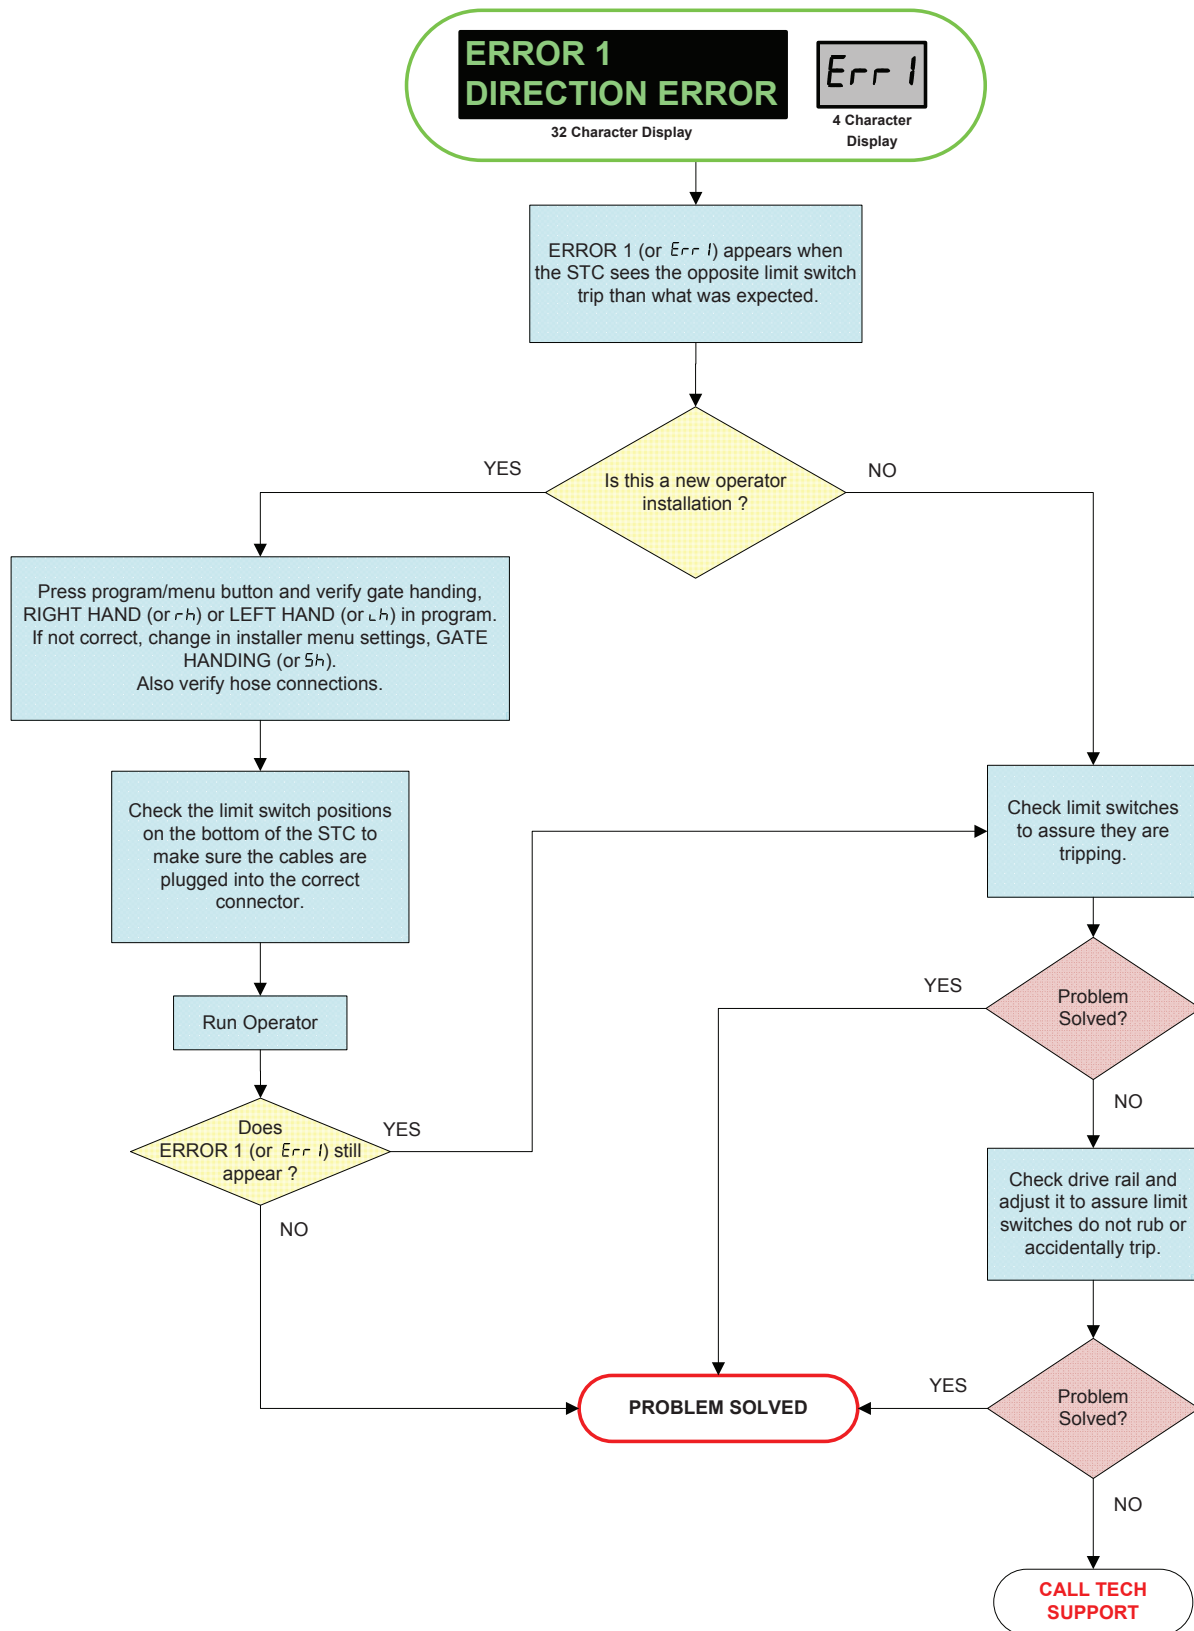 ERROR 1
DIRECTION ERROR
32 Character Display
Err 1
4 Character
Display
ERROR 1 (or Err 1) appears when
the STC sees the opposite limit switch
trip than what was expected.
Is this a new operator
installation ?
YES
NO
Press program/menu button and verify gate handing,
RIGHT HAND (or rh) or LEFT HAND (or Lh) in program.
If not correct, change in installer menu settings, GATE
HANDING (or Sh).
Also verify hose connections.
Check the limit switch positions
on the bottom of the STC to
make sure the cables are
plugged into the correct
connector.
Run Operator
Does
ERROR 1 (or Err 1) still
appear ?
YES
NO
Check limit switches
to assure they are
tripping.
Problem
Solved?
YES
NO
Check drive rail and
adjust it to assure limit
switches do not rub or
accidentally trip.
Problem
Solved?
YES
NO
PROBLEM SOLVED
CALL TECH
SUPPORT